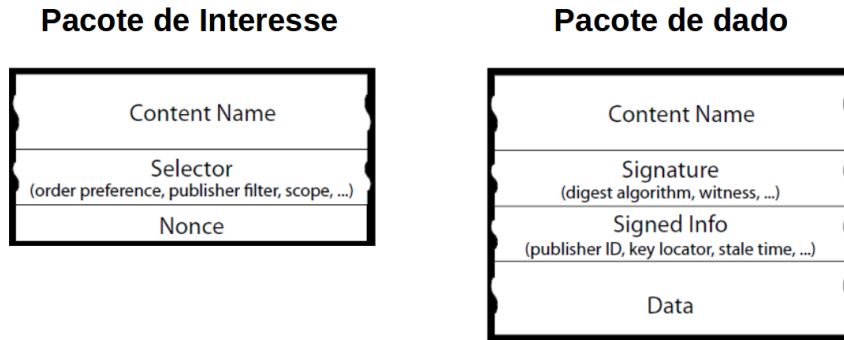 Pacote de Interesse
Content Name
Selector
(order preference, publisher filter, scope, ...)
Nonce
Pacote de dado
Content Name
Signature
(digest algorithm, witness, ...)
Signed Info
(publisher ID, key locator, stale time, ...)
Data